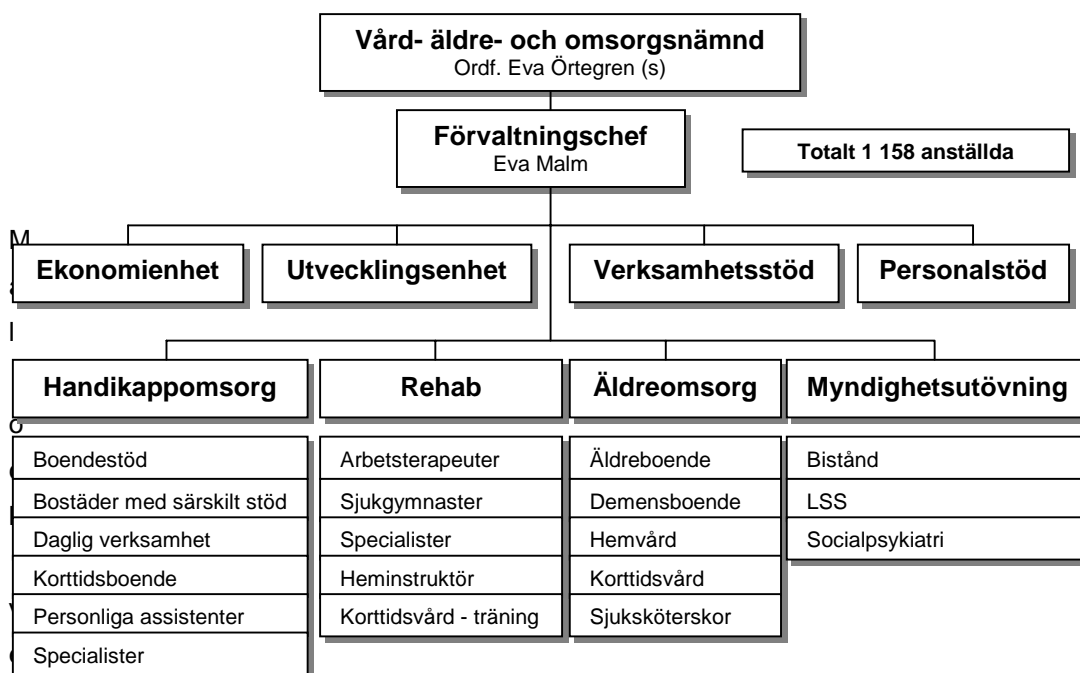 Vård- äldre- och omsorgsnämnd
Ordf. Eva Örtegren (s)
Förvaltningschef
Eva Malm
Totalt 1 158 anställda
Ekonomienhet
Utvecklingsenhet
Verksamhetsstöd
Personalstöd
Handikappomsorg
Boendestöd
Bostäder med särskilt stöd
Daglig verksamhet
Korttidsboende
Personliga assistenter
Specialister
Rehab
Arbetsterapeuter
Sjukgymnaster
Specialister
Heminstruktör
Korttidsvård - träning
Äldreomsorg
Äldreboende
Demensboende
Hemvård
Korttidsvård
Sjuksköterskor
Myndighetsutövning
Bistånd
LSS
Socialpsykiatri